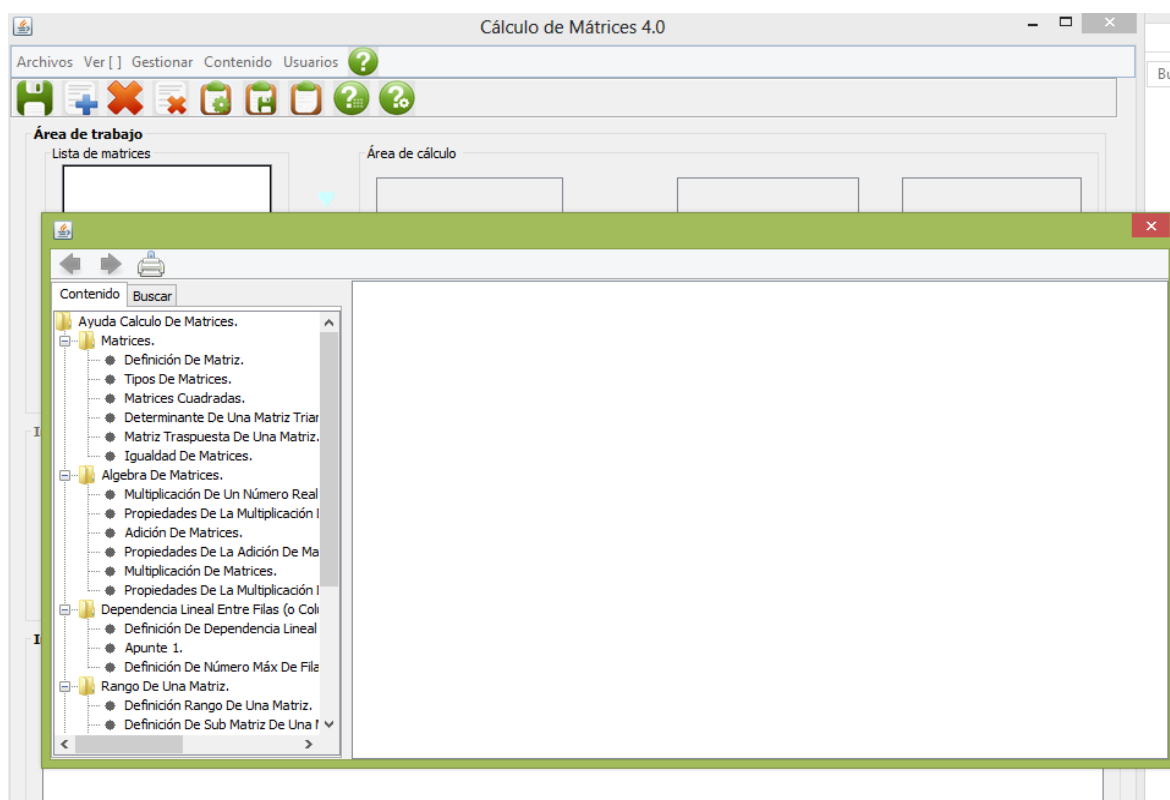 Cálculo de Mátrices 4.0
Archivos Ver [ ] Gestionar Contenido Usuarios ?
Bu
Área de trabajo
Lista de matrices
Área de cálculo
Contenido Buscar
Ayuda Calculo De Matrices.
Matrices.
Definición De Matriz.
Tipos De Matrices.
Matrices Cuadradas.
Determinante De Una Matriz Trian
Matriz Traspuesta De Una Matriz.
Igualdad De Matrices.
Algebra De Matrices.
Multiplicación De Un Número Real
Propiedades De La Multiplicación
Adición De Matrices.
Propiedades De La Adición De Ma
Multiplicación De Matrices.
Propiedades De La Multiplicación
Dependencia Lineal Entre Filas (o Colu
Definición De Dependencia Lineal
Apunte 1.
Definición De Número Máx De Fila
Rango De Una Matriz.
Definición Rango De Una Matriz.
Definición De Sub Matriz De Una